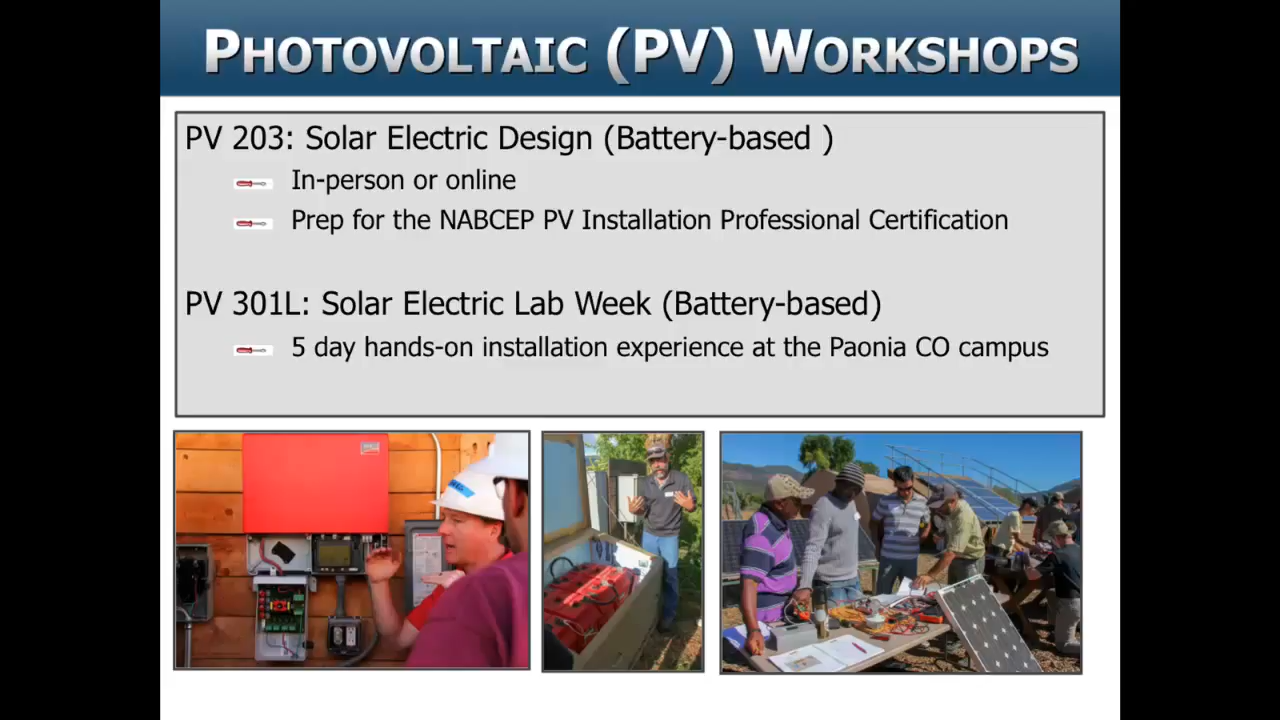 PHOTOVOLTAIC (PV) WORKSHOPS
PV 203: Solar Electric Design (Battery-based )
In-person or online
Prep for the NABCEP PV Installation Professional Certification
PV 301L: Solar Electric Lab Week (Battery-based)
5 day hands-on installation experience at the Paonia CO campus